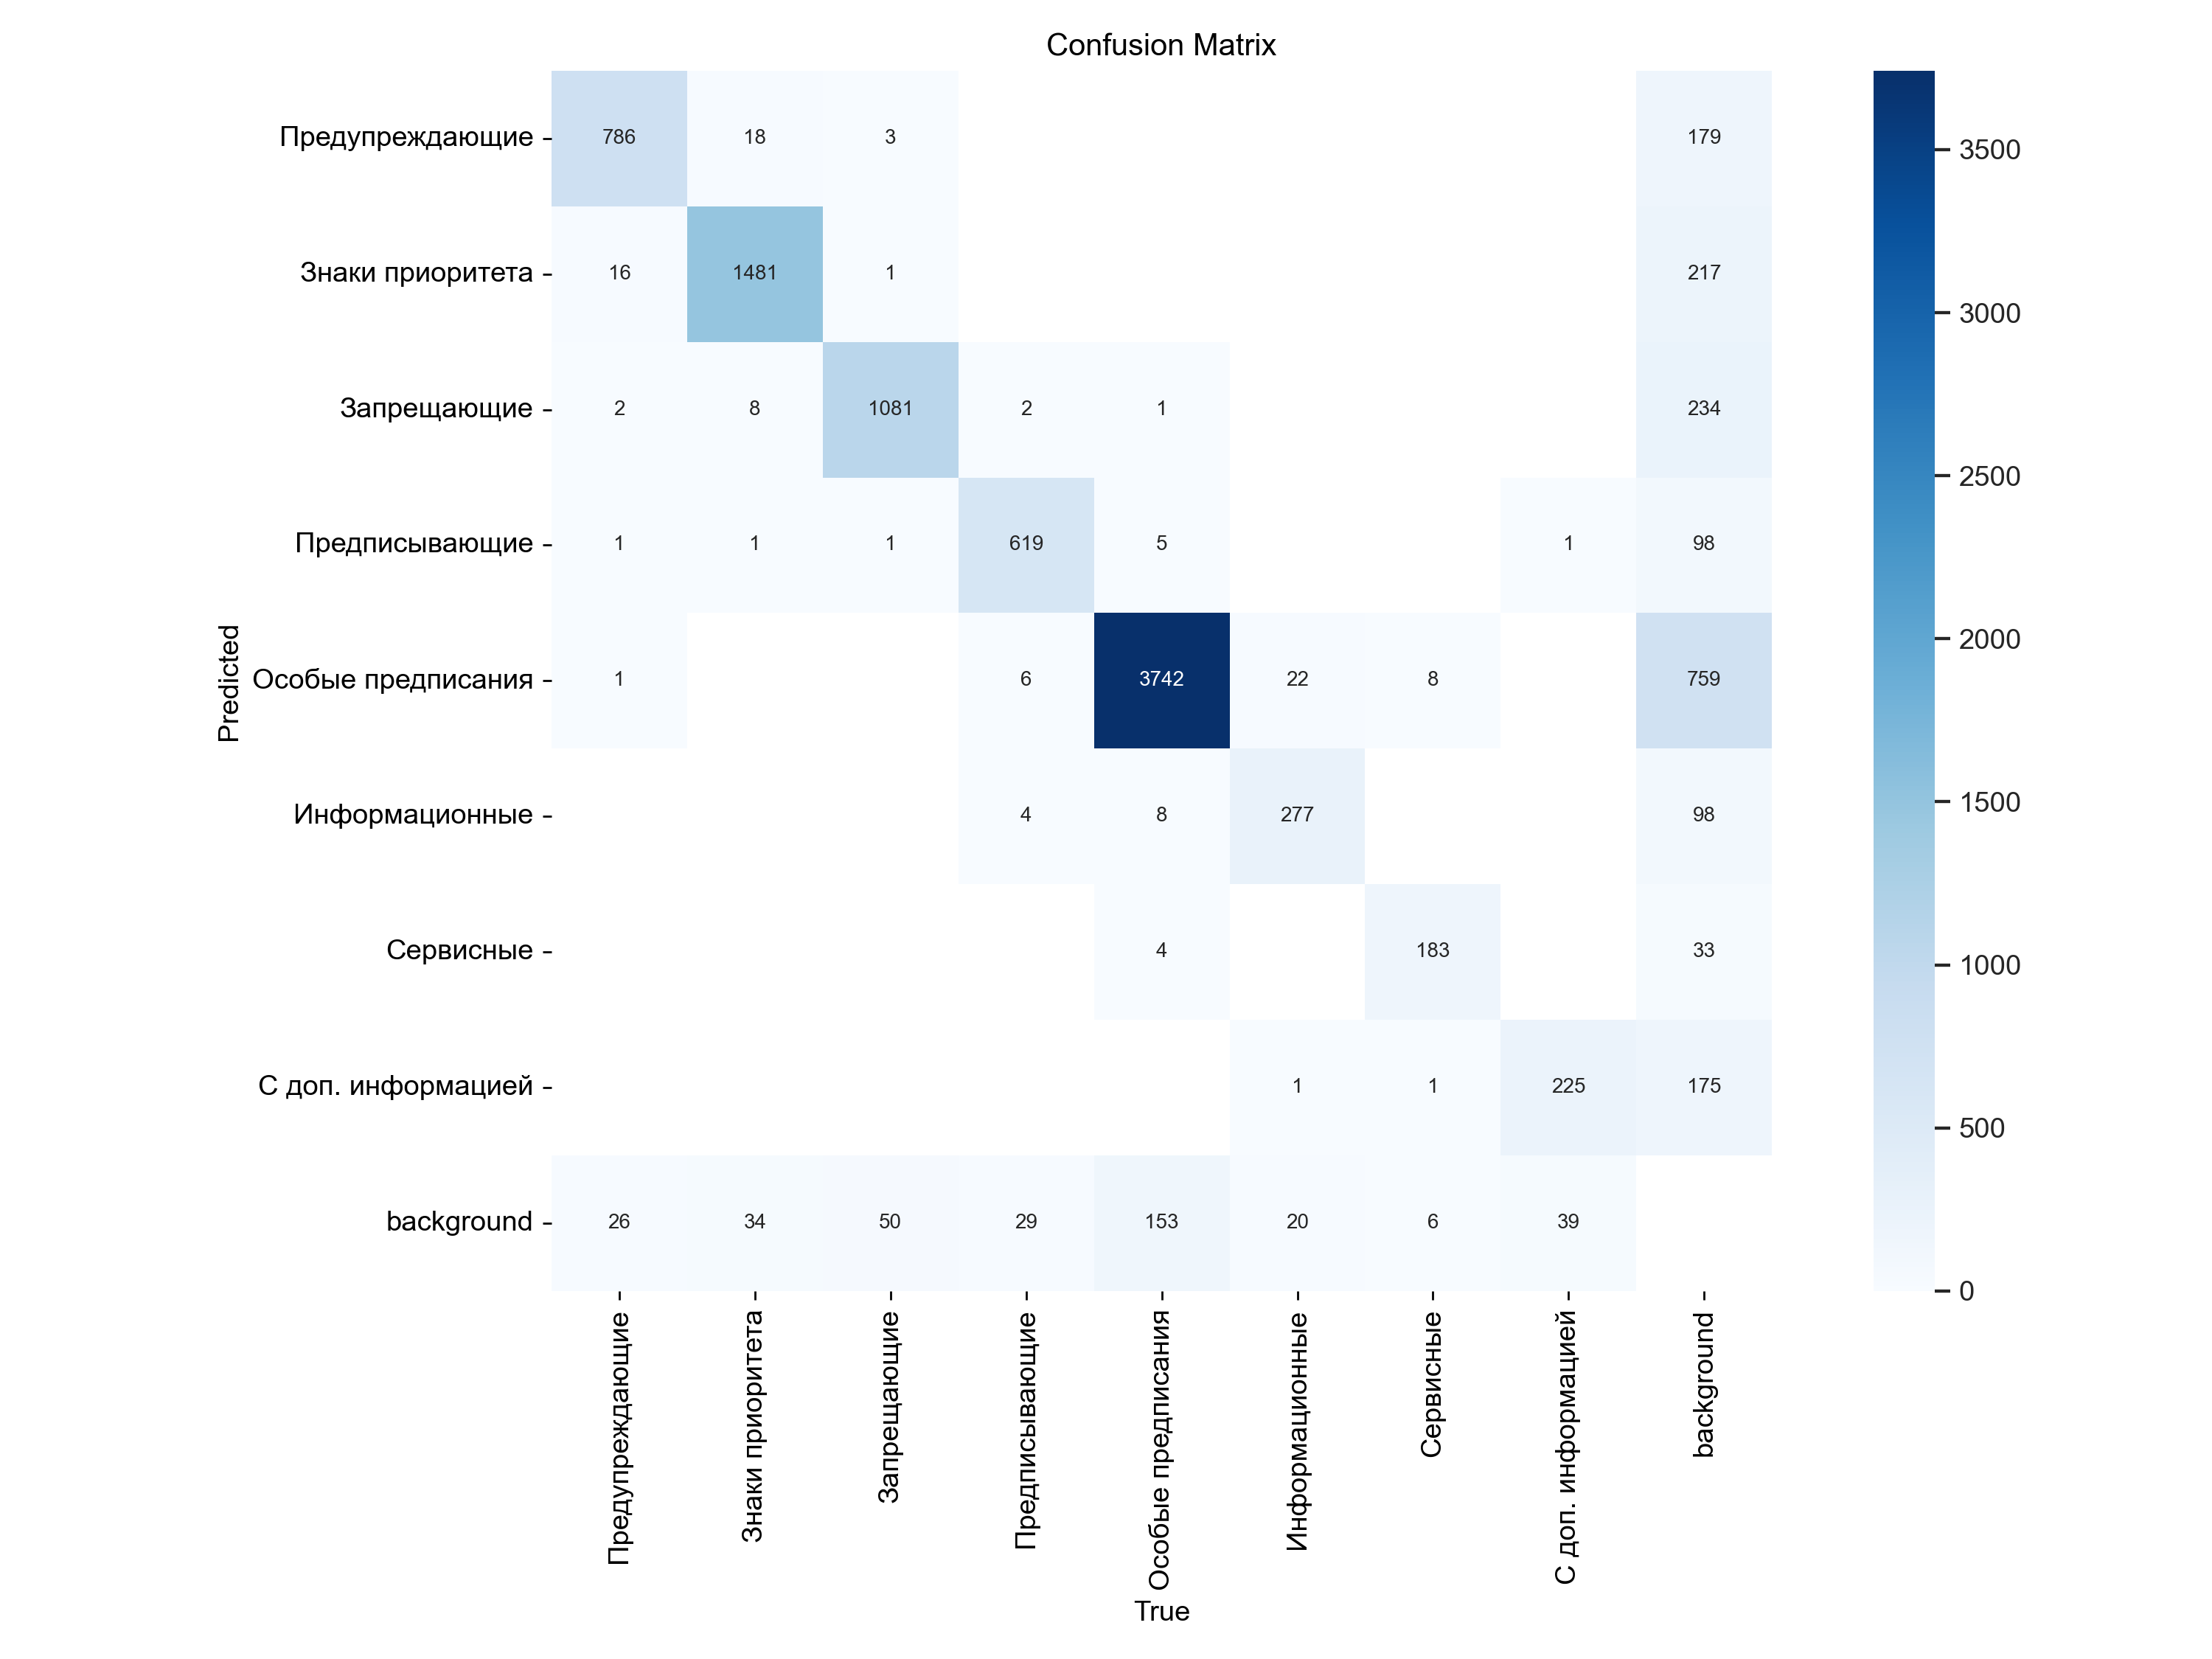 Confusion Matrix
Предупреждающие 786 18 3 179
Знаки приоритета 16 1481 1 217
Запрещающие 2 8 1081 2 1 234
Предписывающие 1 1 1 619 5 1 98
Особые предписания 1 6 3742 22 8 759
Информационные 4 8 277 98
Сервисные 4 183 33
С доп. информацией 1 1 225 175
background 26 34 50 29 153 20 6 39
Predicted
Предупреждающие
Знаки приоритета
Запрещающие
Предписывающие
Особые предписания
Информационные
Сервисные
С доп. информацией
background
True
3500
3000
2500
2000
1500
1000
500
0